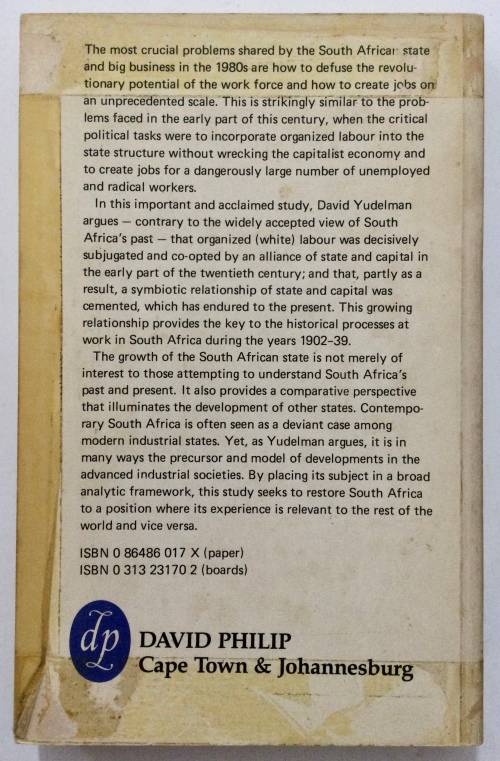 The most crucial problems shared by the South African state
and big business in the 1980s are how to defuse the revolu-
tionary potential of the work force and how to create jobs on
an unprecedented scale. This is strikingly similar to the prob-
lems faced in the early part of this century, when the critical
political tasks were to incorporate organized labour into the
state structure without wrecking the capitalist economy and
to create jobs for a dangerously large number of unemployed
and radical workers.
In this important and acclaimed study, David Yudelman
argues — contrary to the widely accepted view of South
Africa's past — that organized (white) labour was decisively
subjugated and co-opted by an alliance of state and capital in
the early part of the twentieth century; and that, partly as a
result, a symbiotic relationship of state and capital was
cemented, which has endured to the present. This growing
relationship provides the key to the historical processes at
work in South Africa during the years 1902–39.
The growth of the South African state is not merely of
interest to those attempting to understand South Africa's
past and present. It also provides a comparative perspective
that illuminates the development of other states. Contempo-
rary South Africa is often seen as a deviant case among
modern industrial states. Yet, as Yudelman argues, it is in
many ways the precursor and model of developments in the
advanced industrial societies. By placing its subject in a broad
analytic framework, this study seeks to restore South Africa
to a position where its experience is relevant to the rest of the
world and vice versa.
ISBN 0 86486 017 X (paper)
ISBN 0 313 23170 2 (boards)
dp
DAVID PHILIP
Cape Town & Johannesburg